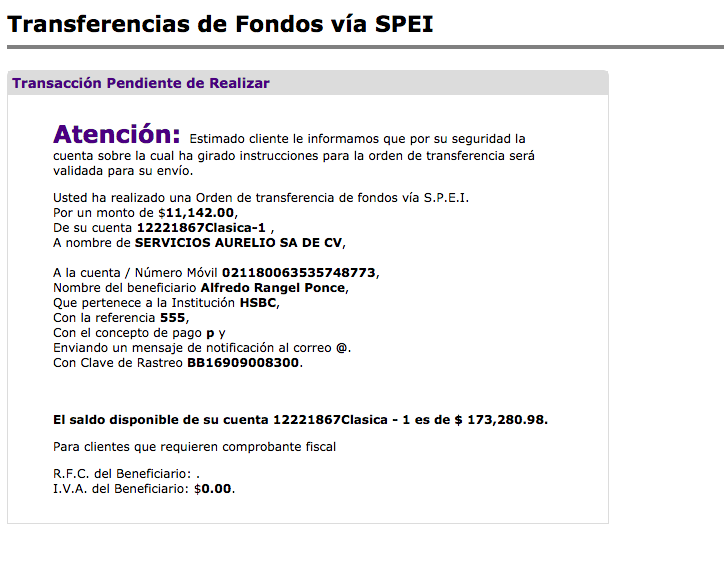 Transferencias de Fondos vía SPEI
Transacción Pendiente de Realizar
Atención: Estimado cliente le informamos que por su seguridad la
cuenta sobre la cual ha girado instrucciones para la orden de transferencia será
validada para su envío.
Usted ha realizado una Orden de transferencia de fondos vía S.P.E.I.
Por un monto de $11,142.00,
De su cuenta 12221867Clasica-1 ,
A nombre de SERVICIOS AURELIO SA DE CV,
A la cuenta / Número Móvil 021180063535748773,
Nombre del beneficiario Alfredo Rangel Ponce,
Que pertenece a la Institución HSBC,
Con la referencia 555,
Con el concepto de pago p y
Enviando un mensaje de notificación al correo @.
Con Clave de Rastreo BB16909008300.
El saldo disponible de su cuenta 12221867Clasica - 1 es de $ 173,280.98.
Para clientes que requieren comprobante fiscal
R.F.C. del Beneficiario: .
I.V.A. del Beneficiario: $0.00.